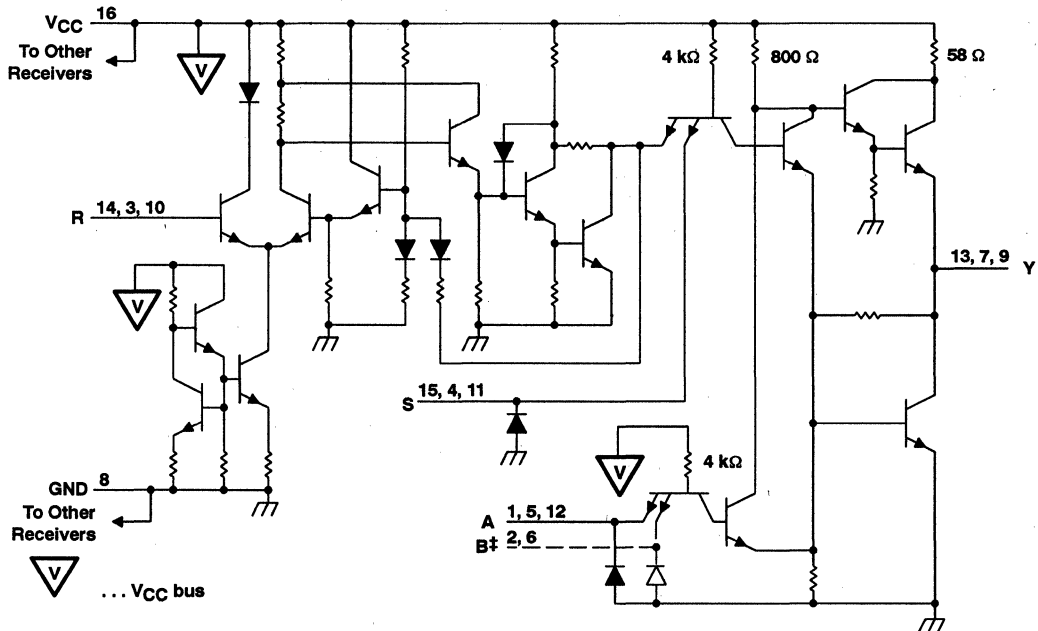 VCC 16
To Other
Receivers
V
4 kΩ
800 Ω
58 Ω
R 14, 3, 10
V
13, 7, 9 Y
S 15, 4, 11
V
4 kΩ
GND 8
To Other
Receivers
A 1, 5, 12
B‡ 2, 6
V
. . . VCC bus